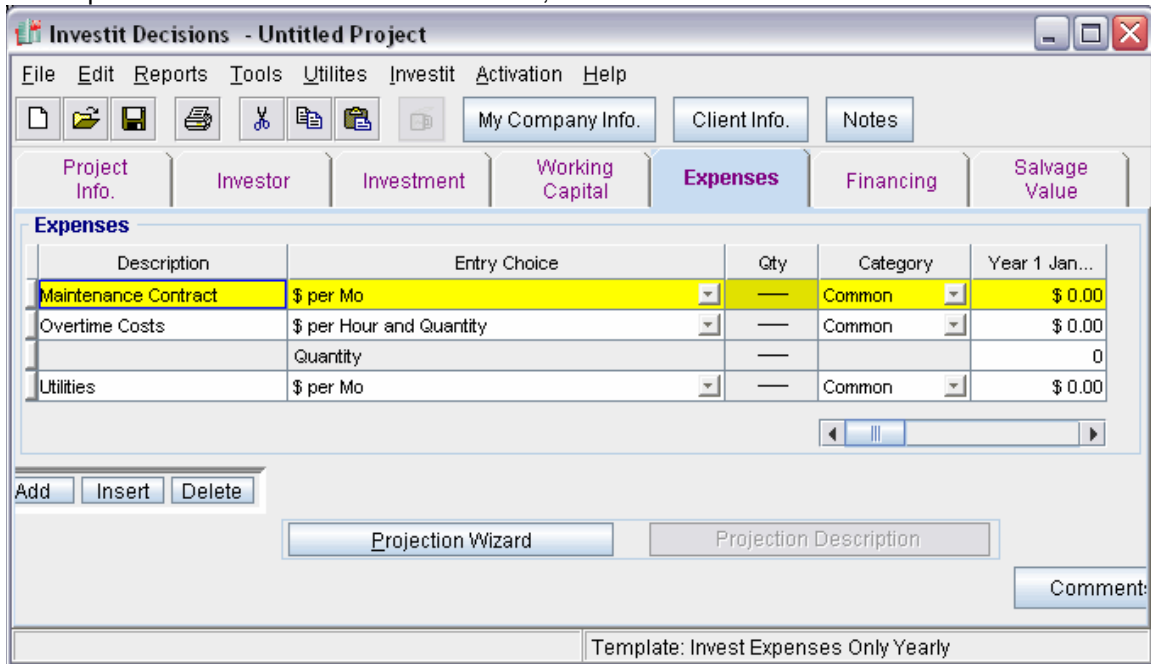 Investit Decisions - Untitled Project
File Edit Reports Tools Utilites Investit Activation Help
My Company Info. Client Info. Notes
Project Info. Investor Investment Working Capital Expenses Financing Salvage Value
Expenses
Description Entry Choice Qty Category Year 1 Jan...
Maintenance Contract $ per Mo — Common $ 0.00
Overtime Costs $ per Hour and Quantity — Common $ 0.00
Quantity — 0
Utilities $ per Mo — Common $ 0.00
Add Insert Delete
Projection Wizard Projection Description
Comment
Template: Invest Expenses Only Yearly